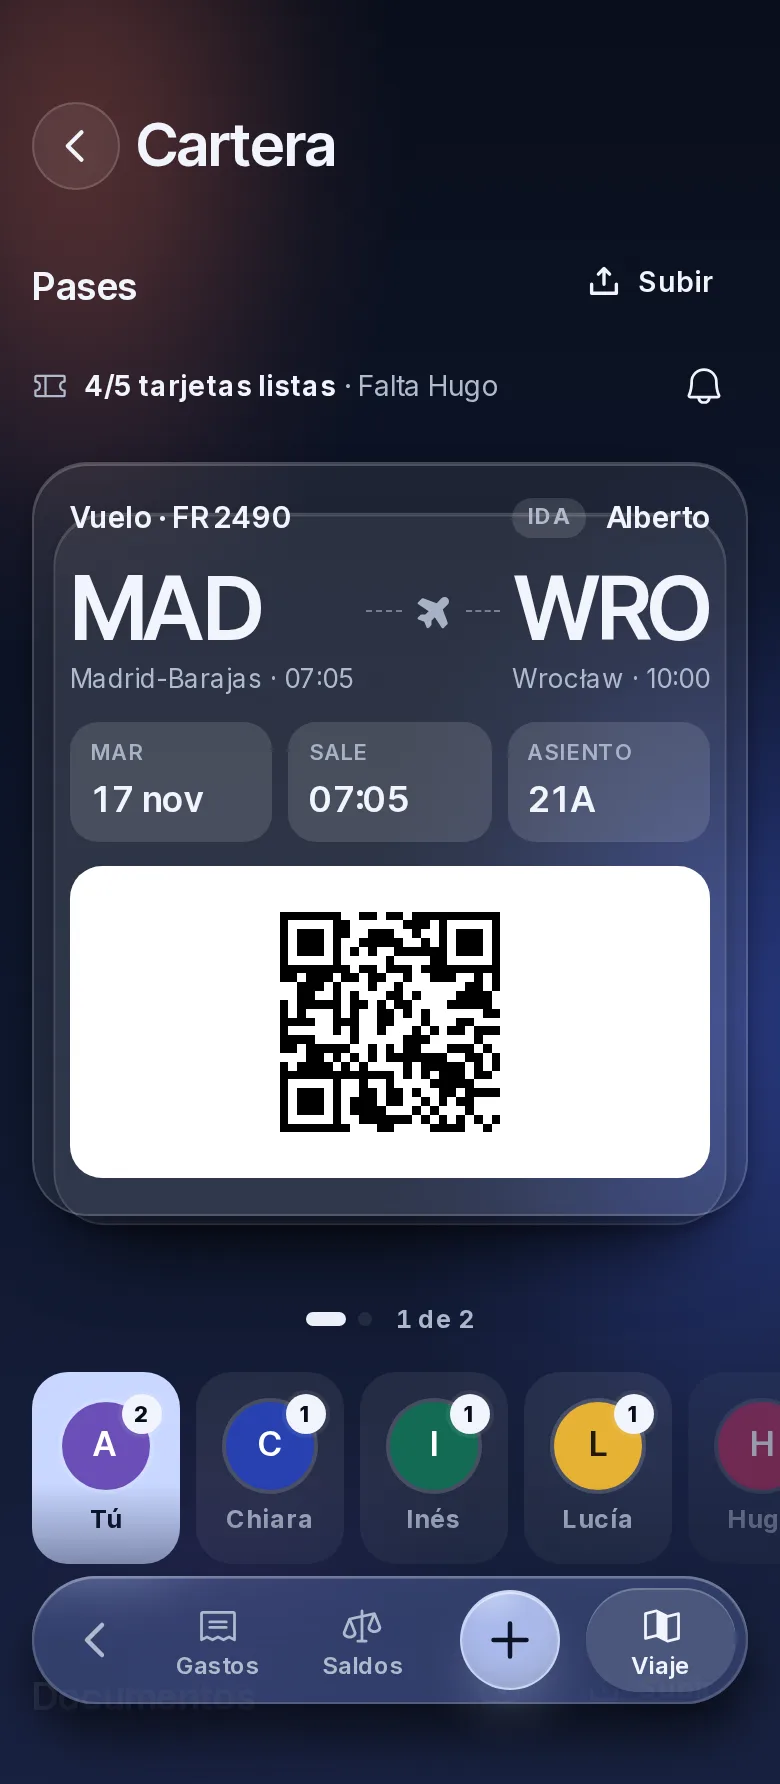 Cartera
Pases
Subir
4/5 tarjetas listas · Falta Hugo
Vuelo · FR 2490
IDA
Alberto
MAD
WRO
Madrid-Barajas · 07:05
Wrocław · 10:00
MAR
SALE
ASIENTO
17 nov
07:05
21A
1 de 2
A
2
C
1
I
1
L
1
H
Tú
Chiara
Inés
Lucía
Hug
Gastos
Saldos
Viaje
Documentos